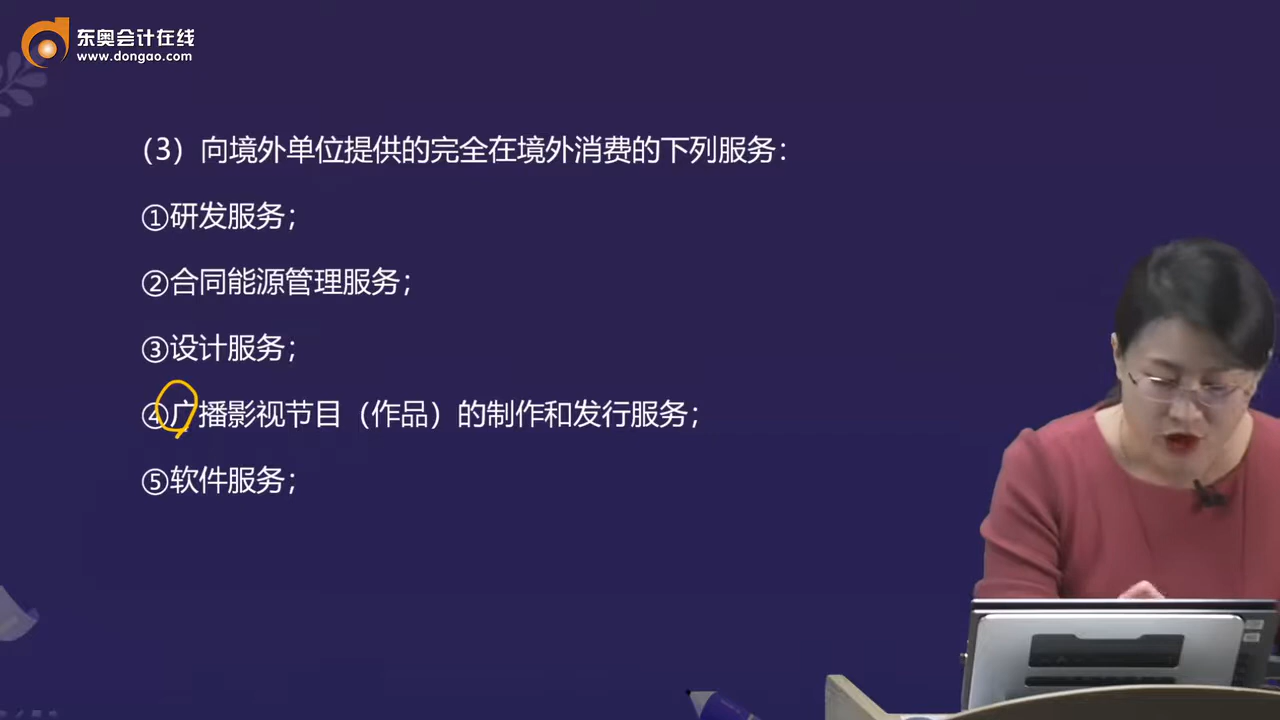 东奥会计在线
www.dongao.com
（3）向境外单位提供的完全在境外消费的下列服务：
①研发服务；
②合同能源管理服务；
③设计服务；
④广播影视节目（作品）的制作和发行服务；
⑤软件服务；